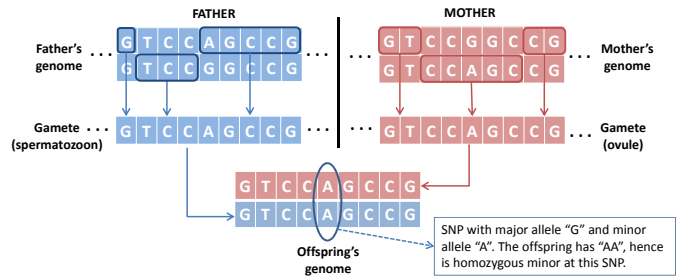 FATHER
MOTHER
Father's genome
. . . G T C C A G C C G . . .
G T C C G G C C G
. . . G T C C G G C C G . . .
G T C C A G C C G
Mother's genome
Gamete (spermatozoon)
. . . G T C C A G C C G . . .
. . . G T C C A G C C G . . .
Gamete (ovule)
G T C C A G C C G
G T C C A G C C G
Offspring's
genome
SNP with major allele "G" and minor
allele "A". The offspring has "AA", hence
is homozygous minor at this SNP.